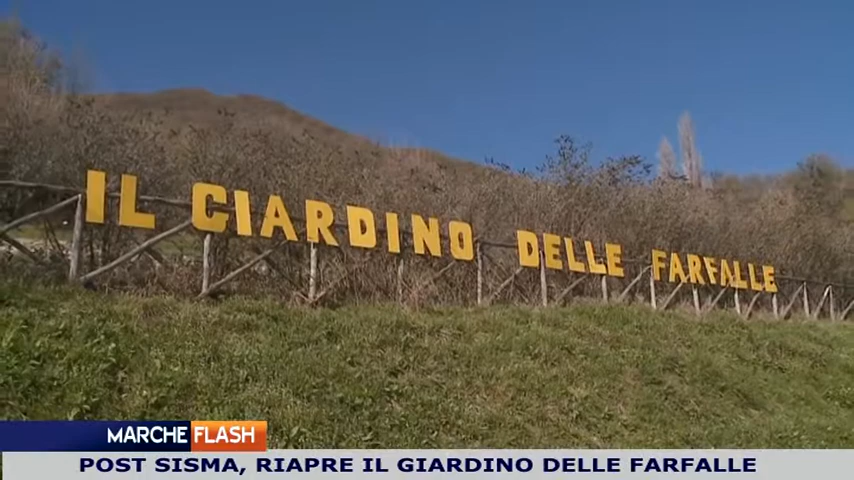 IL GIARDINO DELLE FARFALLE
MARCHE FLASH
POST SISMA, RIAPRE IL GIARDINO DELLE FARFALLE